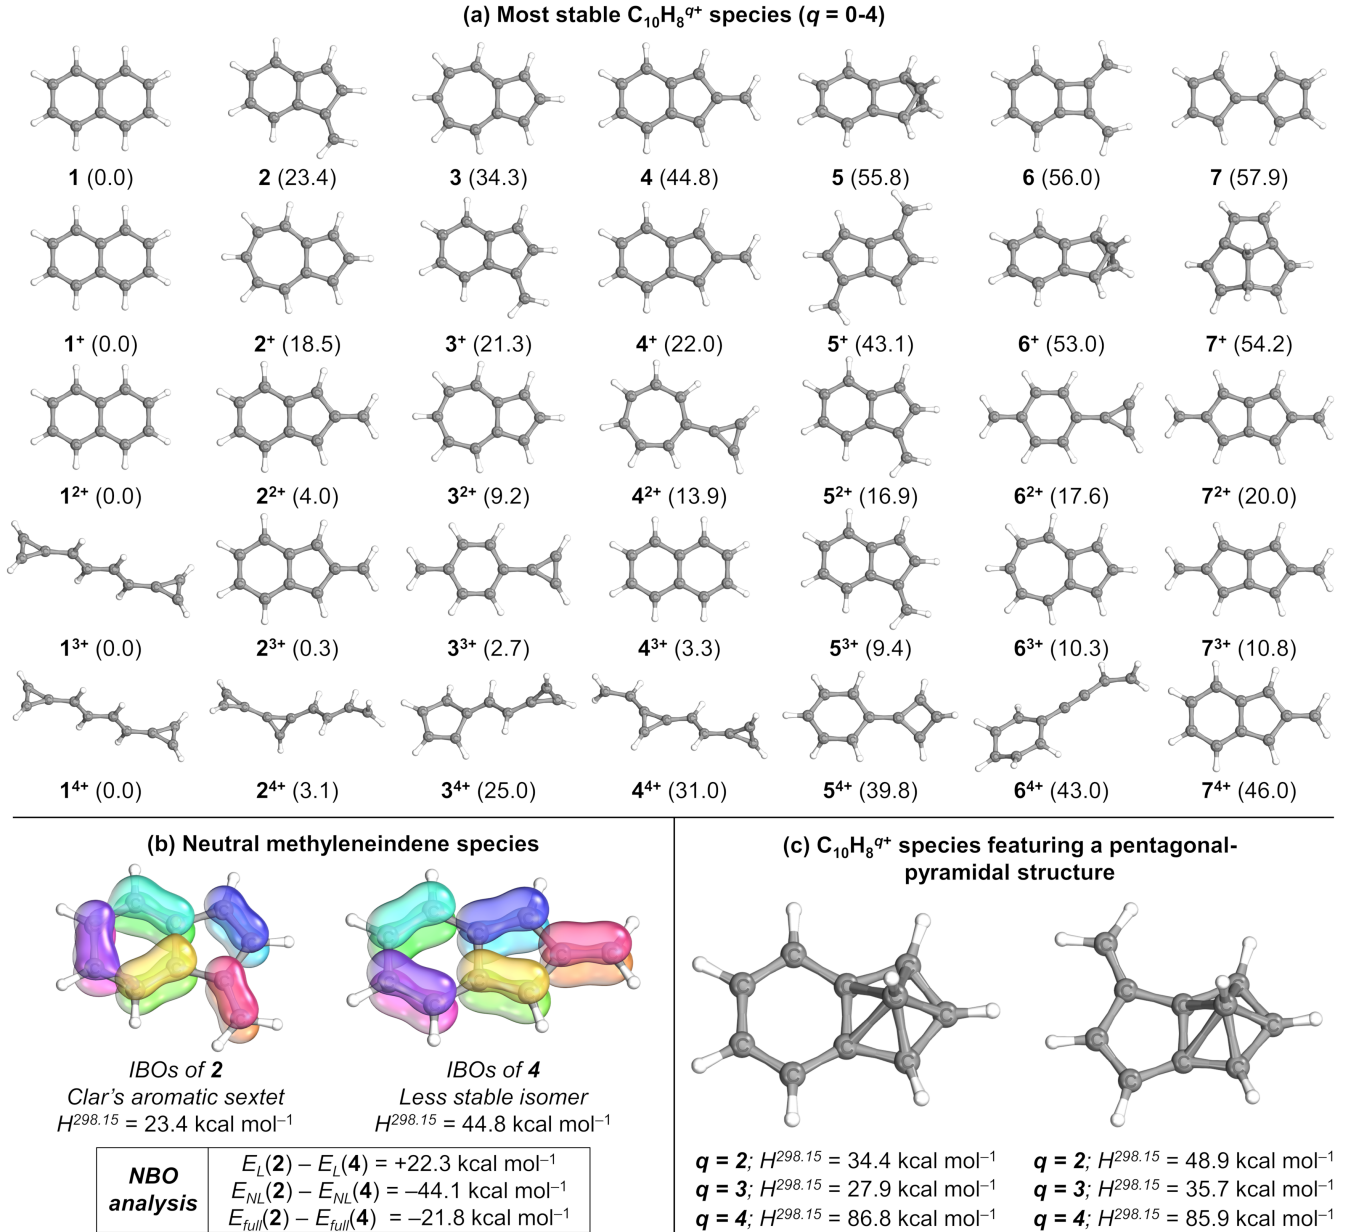 (a) Most stable C₁₀H₈^q+ species (q = 0-4)
1 (0.0) 2 (23.4) 3 (34.3) 4 (44.8) 5 (55.8) 6 (56.0) 7 (57.9)
1⁺ (0.0) 2⁺ (18.5) 3⁺ (21.3) 4⁺ (22.0) 5⁺ (43.1) 6⁺ (53.0) 7⁺ (54.2)
1²⁺ (0.0) 2²⁺ (4.0) 3²⁺ (9.2) 4²⁺ (13.9) 5²⁺ (16.9) 6²⁺ (17.6) 7²⁺ (20.0)
1³⁺ (0.0) 2³⁺ (0.3) 3³⁺ (2.7) 4³⁺ (3.3) 5³⁺ (9.4) 6³⁺ (10.3) 7³⁺ (10.8)
1⁴⁺ (0.0) 2⁴⁺ (3.1) 3⁴⁺ (25.0) 4⁴⁺ (31.0) 5⁴⁺ (39.8) 6⁴⁺ (43.0) 7⁴⁺ (46.0)
(b) Neutral methyleneindene species
IBOs of 2
Clar's aromatic sextet
H²⁹⁸·¹⁵ = 23.4 kcal mol⁻¹
IBOs of 4
Less stable isomer
H²⁹⁸·¹⁵ = 44.8 kcal mol⁻¹
NBO
analysis
E_L(2) – E_L(4) = +22.3 kcal mol⁻¹
E_NL(2) – E_NL(4) = –44.1 kcal mol⁻¹
E_full(2) – E_full(4) = –21.8 kcal mol⁻¹
(c) C₁₀H₈^q+ species featuring a pentagonal-
pyramidal structure
q = 2; H²⁹⁸·¹⁵ = 34.4 kcal mol⁻¹
q = 3; H²⁹⁸·¹⁵ = 27.9 kcal mol⁻¹
q = 4; H²⁹⁸·¹⁵ = 86.8 kcal mol⁻¹
q = 2; H²⁹⁸·¹⁵ = 48.9 kcal mol⁻¹
q = 3; H²⁹⁸·¹⁵ = 35.7 kcal mol⁻¹
q = 4; H²⁹⁸·¹⁵ = 85.9 kcal mol⁻¹